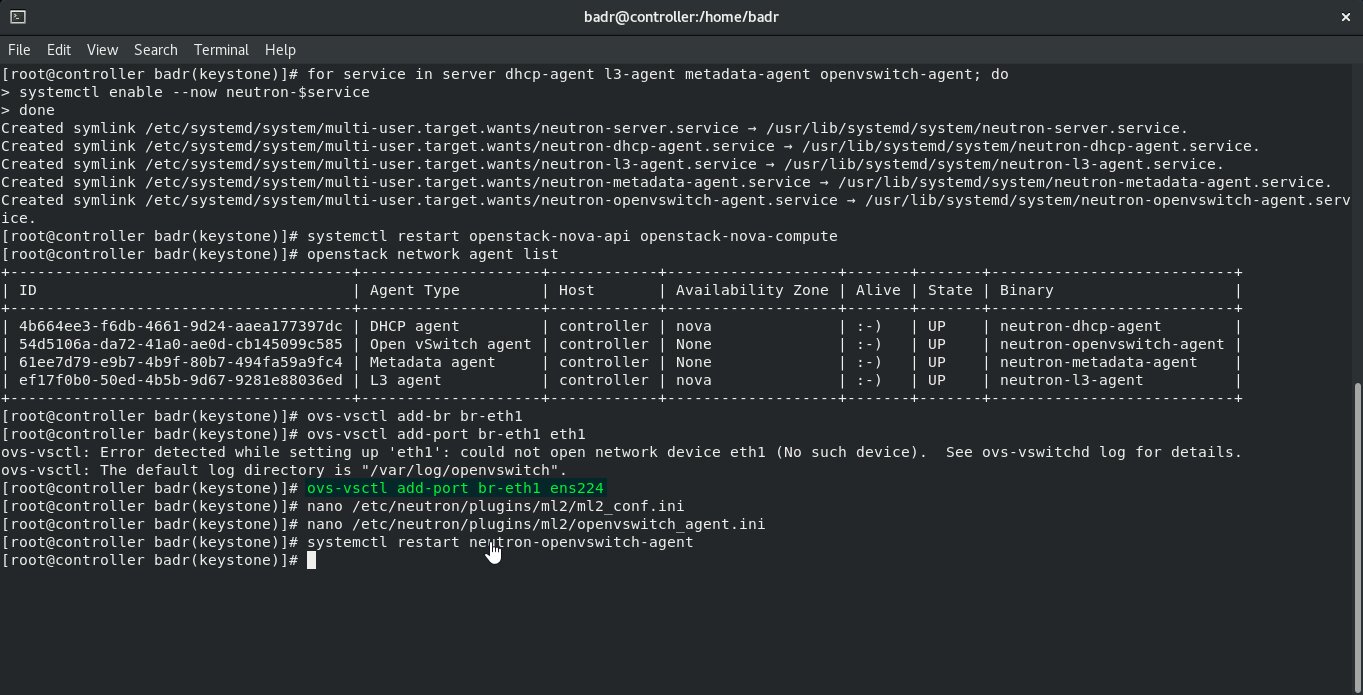 badr@controller:/home/badr
File Edit View Search Terminal Help
[root@controller badr(keystone)]# for service in server dhcp-agent l3-agent metadata-agent openvswitch-agent; do
> systemctl enable --now neutron-$service
> done
Created symlink /etc/systemd/system/multi-user.target.wants/neutron-server.service → /usr/lib/systemd/system/neutron-server.service.
Created symlink /etc/systemd/system/multi-user.target.wants/neutron-dhcp-agent.service → /usr/lib/systemd/system/neutron-dhcp-agent.service.
Created symlink /etc/systemd/system/multi-user.target.wants/neutron-l3-agent.service → /usr/lib/systemd/system/neutron-l3-agent.service.
Created symlink /etc/systemd/system/multi-user.target.wants/neutron-metadata-agent.service → /usr/lib/systemd/system/neutron-metadata-agent.service.
Created symlink /etc/systemd/system/multi-user.target.wants/neutron-openvswitch-agent.service → /usr/lib/systemd/system/neutron-openvswitch-agent.serv
ice.
[root@controller badr(keystone)]# systemctl restart openstack-nova-api openstack-nova-compute
[root@controller badr(keystone)]# openstack network agent list
+--------------------------------------+--------------------+------------+-------------------+-------+-------+---------------------------+
| ID                                   | Agent Type         | Host       | Availability Zone | Alive | State | Binary                    |
+--------------------------------------+--------------------+------------+-------------------+-------+-------+---------------------------+
| 4b664ee3-f6db-4661-9d24-aaea177397dc | DHCP agent         | controller | nova              | :-)   | UP    | neutron-dhcp-agent        |
| 54d5106a-da72-41a0-ae0d-cb145099c585 | Open vSwitch agent | controller | None              | :-)   | UP    | neutron-openvswitch-agent |
| 61ee7d79-e9b7-4b9f-80b7-494fa59a9fc4 | Metadata agent     | controller | None              | :-)   | UP    | neutron-metadata-agent    |
| ef17f0b0-50ed-4b5b-9d67-9281e88036ed | L3 agent           | controller | nova              | :-)   | UP    | neutron-l3-agent          |
+--------------------------------------+--------------------+------------+-------------------+-------+-------+---------------------------+
[root@controller badr(keystone)]# ovs-vsctl add-br br-eth1
[root@controller badr(keystone)]# ovs-vsctl add-port br-eth1 eth1
ovs-vsctl: Error detected while setting up 'eth1': could not open network device eth1 (No such device).  See ovs-vswitchd log for details.
ovs-vsctl: The default log directory is "/var/log/openvswitch".
[root@controller badr(keystone)]# ovs-vsctl add-port br-eth1 ens224
[root@controller badr(keystone)]# nano /etc/neutron/plugins/ml2/ml2_conf.ini
[root@controller badr(keystone)]# nano /etc/neutron/plugins/ml2/openvswitch_agent.ini
[root@controller badr(keystone)]# systemctl restart neutron-openvswitch-agent
[root@controller badr(keystone)]#